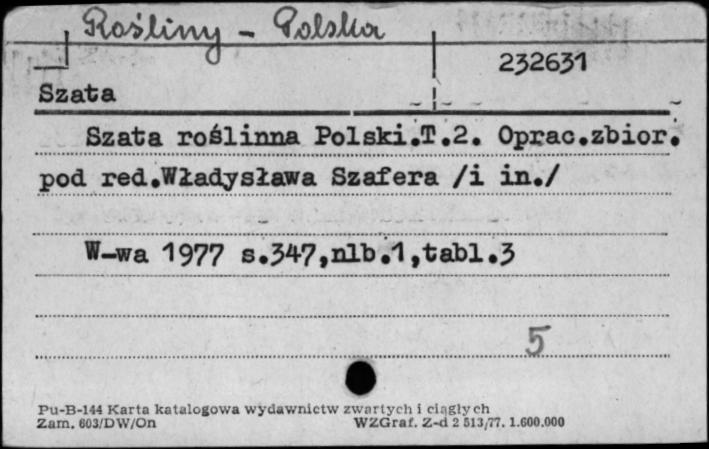 Rośliny - Polska
232631
Szata
Szata roślinna Polski.T.2. Oprac.zbior.
pod red.Władysława Szafera /i in./
W-wa 1977 s.347,nlb.1,tabl.3
5
Pu-B-144 Karta katalogowa wydawnictw zwartych i ciągłych
Zam. 603/DW/On WZGraf. Z-d 2 513/77. 1.600.000